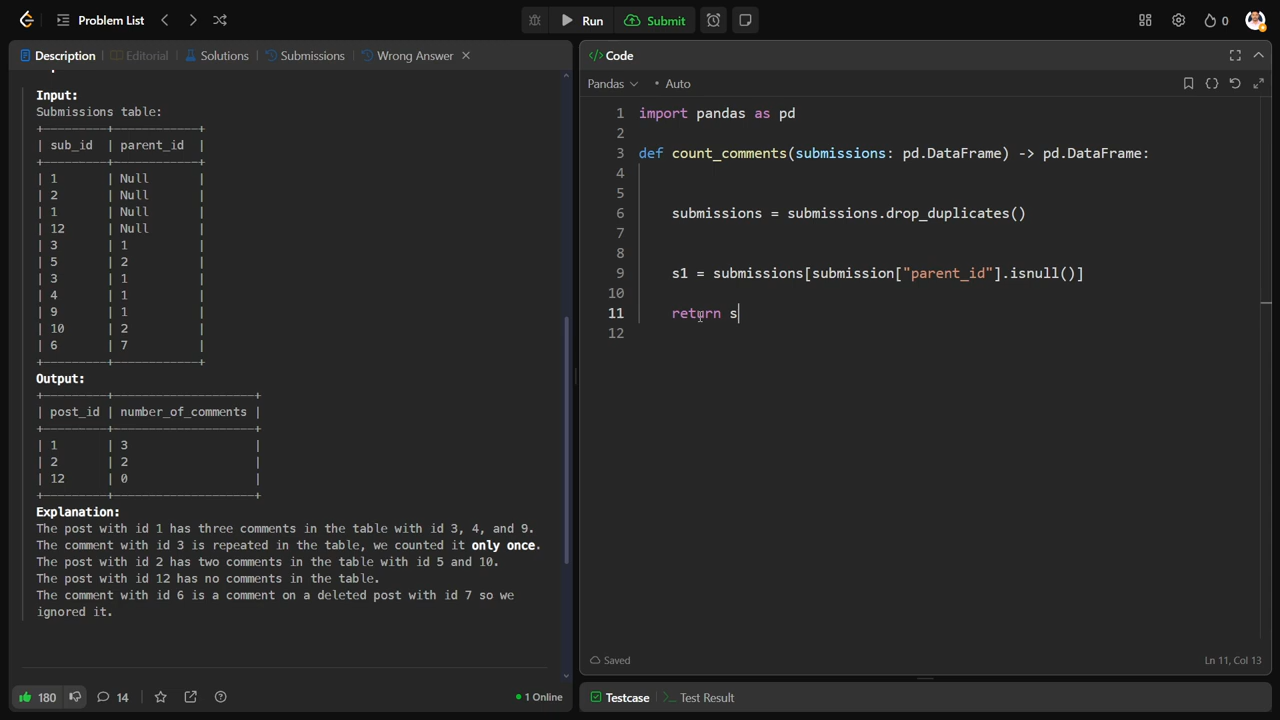 Problem List
Run
Submit
0
Description
Editorial
Solutions
Submissions
Wrong Answer
Input:
Submissions table:
+---------+------------+
| sub_id | parent_id |
+---------+------------+
| 1 | Null |
| 2 | Null |
| 1 | Null |
| 12 | Null |
| 3 | 1 |
| 5 | 2 |
| 3 | 1 |
| 4 | 1 |
| 9 | 1 |
| 10 | 2 |
| 6 | 7 |
+---------+------------+
Output:
+---------+--------------------+
| post_id | number_of_comments |
+---------+--------------------+
| 1 | 3 |
| 2 | 2 |
| 12 | 0 |
+---------+--------------------+
Explanation:
The post with id 1 has three comments in the table with id 3, 4, and 9.
The comment with id 3 is repeated in the table, we counted it only once.
The post with id 2 has two comments in the table with id 5 and 10.
The post with id 12 has no comments in the table.
The comment with id 6 is a comment on a deleted post with id 7 so we
ignored it.
180
14
1 Online
</> Code
Pandas
Auto
1 import pandas as pd
2
3 def count_comments(submissions: pd.DataFrame) -> pd.DataFrame:
4
5
6 submissions = submissions.drop_duplicates()
7
8
9 s1 = submissions[submission["parent_id"].isnull()]
10
11 return s
12
Saved
Ln 11, Col 13
Testcase
Test Result